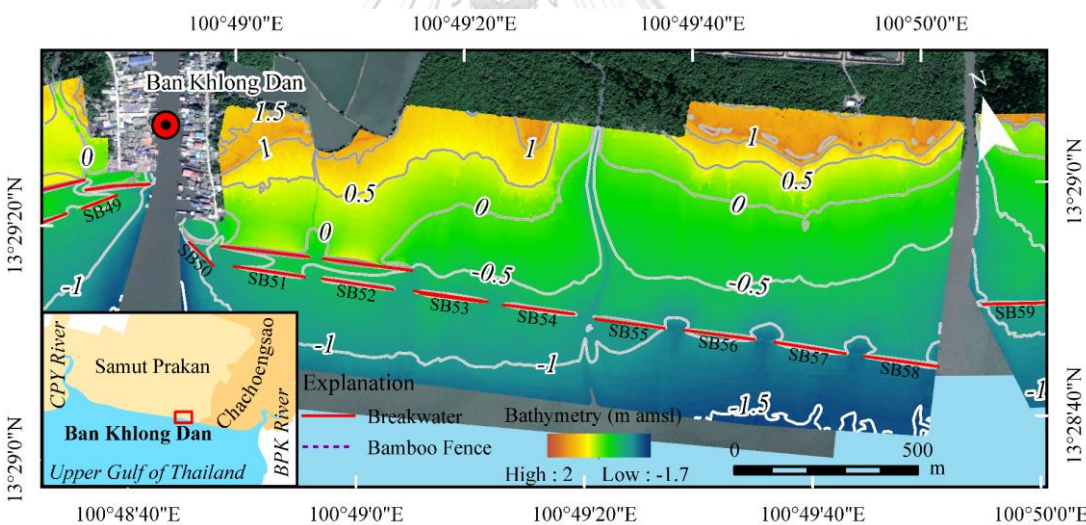 100°49'0"E 100°49'20"E 100°49'40"E 100°50'0"E
Ban Khlong Dan
N
1.5
1
1
1
0
0.5
0.5
0
0
0
-0.5
-0.5
-1
-1
-1
-1
-1.5
SB49
SB50
SB51
SB52
SB53
SB54
SB55
SB56
SB57
SB58
SB59
13°29'20"N
13°29'0"N
13°29'0"N
13°28'40"N
Samut Prakan
Chachoengsao
CPY River
BPK River
Ban Khlong Dan
Upper Gulf of Thailand
Explanation
Breakwater
Bamboo Fence
Bathymetry (m amsl)
High : 2 Low : -1.7
0 500
m
100°48'40"E 100°49'0"E 100°49'20"E 100°49'40"E 100°50'0"E